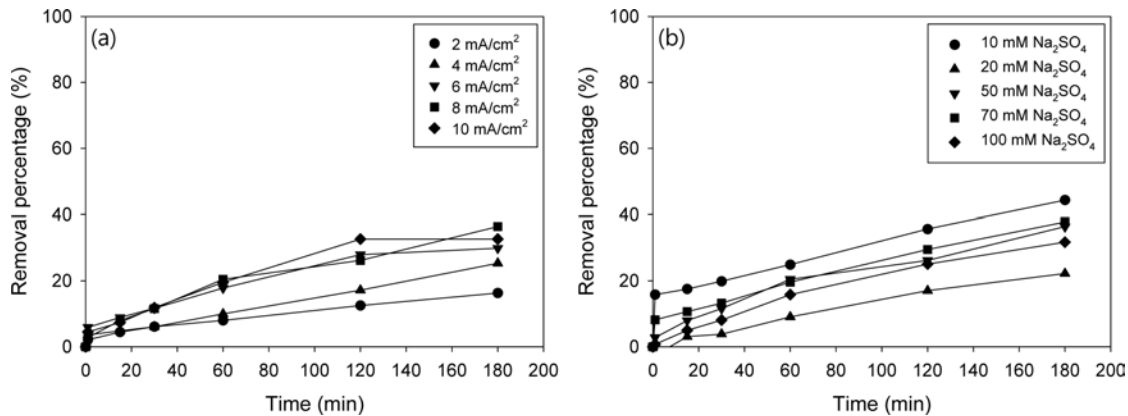 (a)
2 mA/cm²
4 mA/cm²
6 mA/cm²
8 mA/cm²
10 mA/cm²
Removal percentage (%)
100
80
60
40
20
0
0 20 40 60 80 100 120 140 160 180 200
Time (min)
(b)
10 mM Na₂SO₄
20 mM Na₂SO₄
50 mM Na₂SO₄
70 mM Na₂SO₄
100 mM Na₂SO₄
Removal percentage (%)
100
80
60
40
20
0
0 20 40 60 80 100 120 140 160 180 200
Time (min)